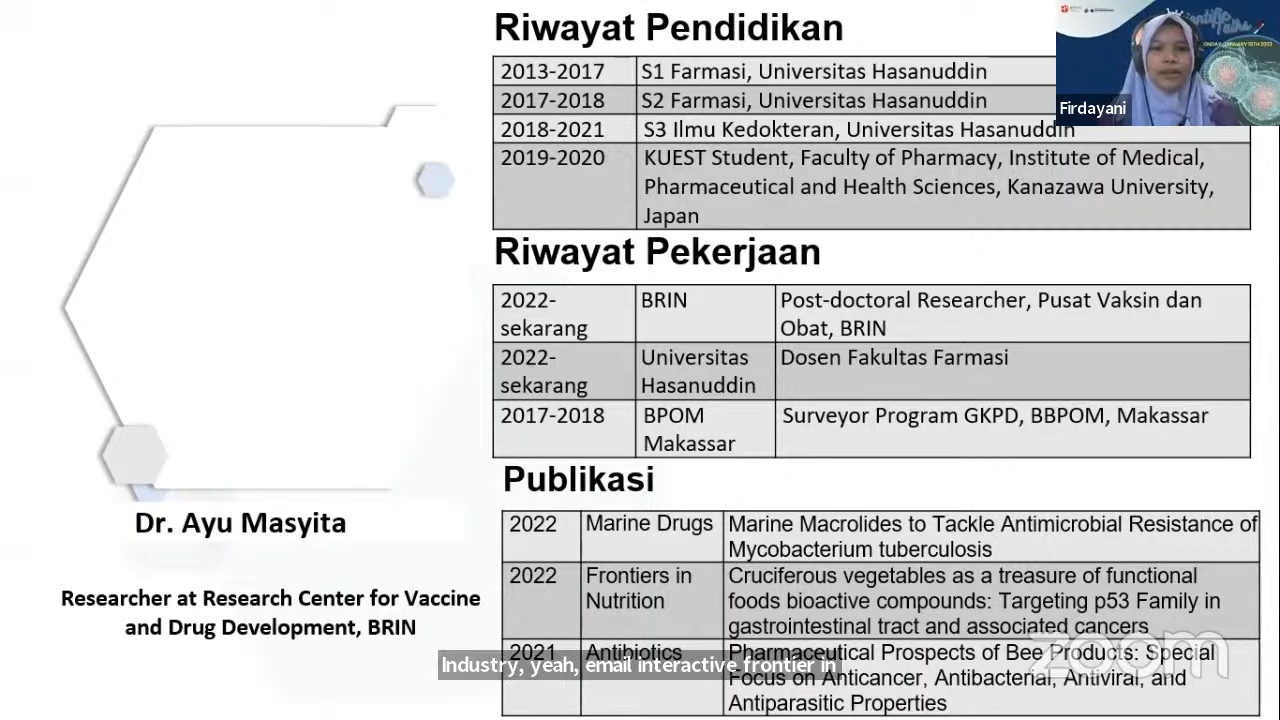 Riwayat Pendidikan
2013-2017 S1 Farmasi, Universitas Hasanuddin
2017-2018 S2 Farmasi, Universitas Hasanuddin
2018-2021 S3 Ilmu Kedokteran, Universitas Hasanuddin
2019-2020 KUEST Student, Faculty of Pharmacy, Institute of Medical,
Pharmaceutical and Health Sciences, Kanazawa University,
Japan
Firdayani
Riwayat Pekerjaan
2022- BRIN Post-doctoral Researcher, Pusat Vaksin dan
sekarang Obat, BRIN
2022- Universitas Dosen Fakultas Farmasi
sekarang Hasanuddin
2017-2018 BPOM Surveyor Program GKPD, BBPOM, Makassar
Makassar
Publikasi
2022 Marine Drugs Marine Macrolides to Tackle Antimicrobial Resistance of
Mycobacterium tuberculosis
2022 Frontiers in Cruciferous vegetables as a treasure of functional
Nutrition foods bioactive compounds: Targeting p53 Family in
gastrointestinal tract and associated cancers
2021 Antibiotics Pharmaceutical Prospects of Bee Products: Special
Focus on Anticancer, Antibacterial, Antiviral, and
Antiparasitic Properties
Dr. Ayu Masyita
Researcher at Research Center for Vaccine
and Drug Development, BRIN
Industry, yeah, email interactive frontier in
zoom